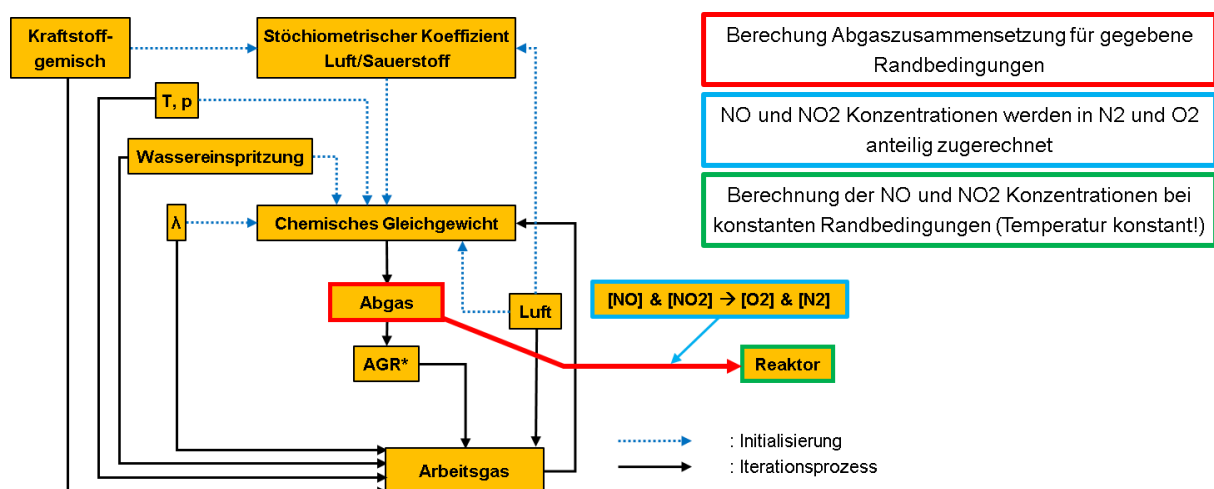 Kraftstoff-
gemisch
Stöchiometrischer Koeffizient
Luft/Sauerstoff
T, p
Wassereinspritzung
λ
Chemisches Gleichgewicht
Abgas
Luft
AGR*
Arbeitsgas
[NO] & [NO2] → [O2] & [N2]
Reaktor
Berechung Abgaszusammensetzung für gegebene
Randbedingungen
NO und NO2 Konzentrationen werden in N2 und O2
anteilig zugerechnet
Berechnung der NO und NO2 Konzentrationen bei
konstanten Randbedingungen (Temperatur konstant!)
: Initialisierung
: Iterationsprozess